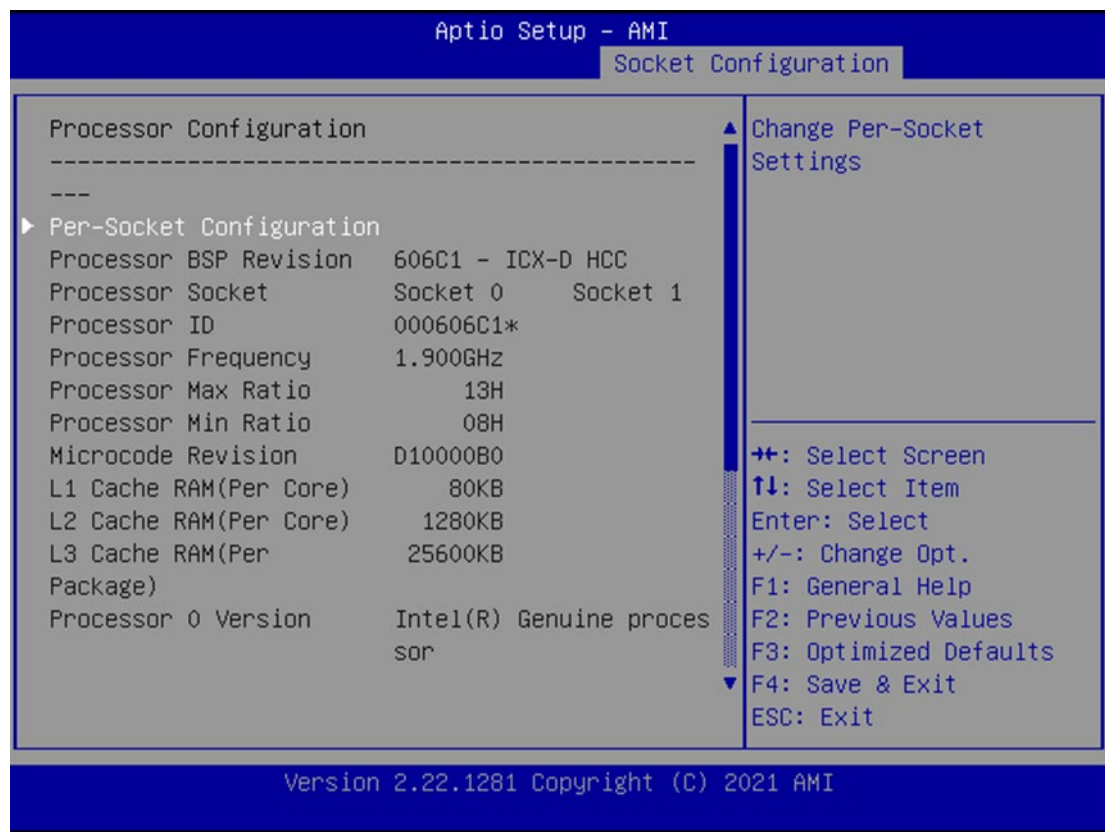 Aptio Setup – AMI
Socket Configuration
Processor Configuration
-----------------------------------------------
---
Per-Socket Configuration
Processor BSP Revision 606C1 - ICX-D HCC
Processor Socket Socket 0 Socket 1
Processor ID 000606C1*
Processor Frequency 1.900GHz
Processor Max Ratio 13H
Processor Min Ratio 08H
Microcode Revision D10000B0
L1 Cache RAM(Per Core) 80KB
L2 Cache RAM(Per Core) 1280KB
L3 Cache RAM(Per 25600KB
Package)
Processor 0 Version Intel(R) Genuine proces
sor
Change Per-Socket
Settings
→←: Select Screen
↑↓: Select Item
Enter: Select
+/-: Change Opt.
F1: General Help
F2: Previous Values
F3: Optimized Defaults
F4: Save & Exit
ESC: Exit
Version 2.22.1281 Copyright (C) 2021 AMI